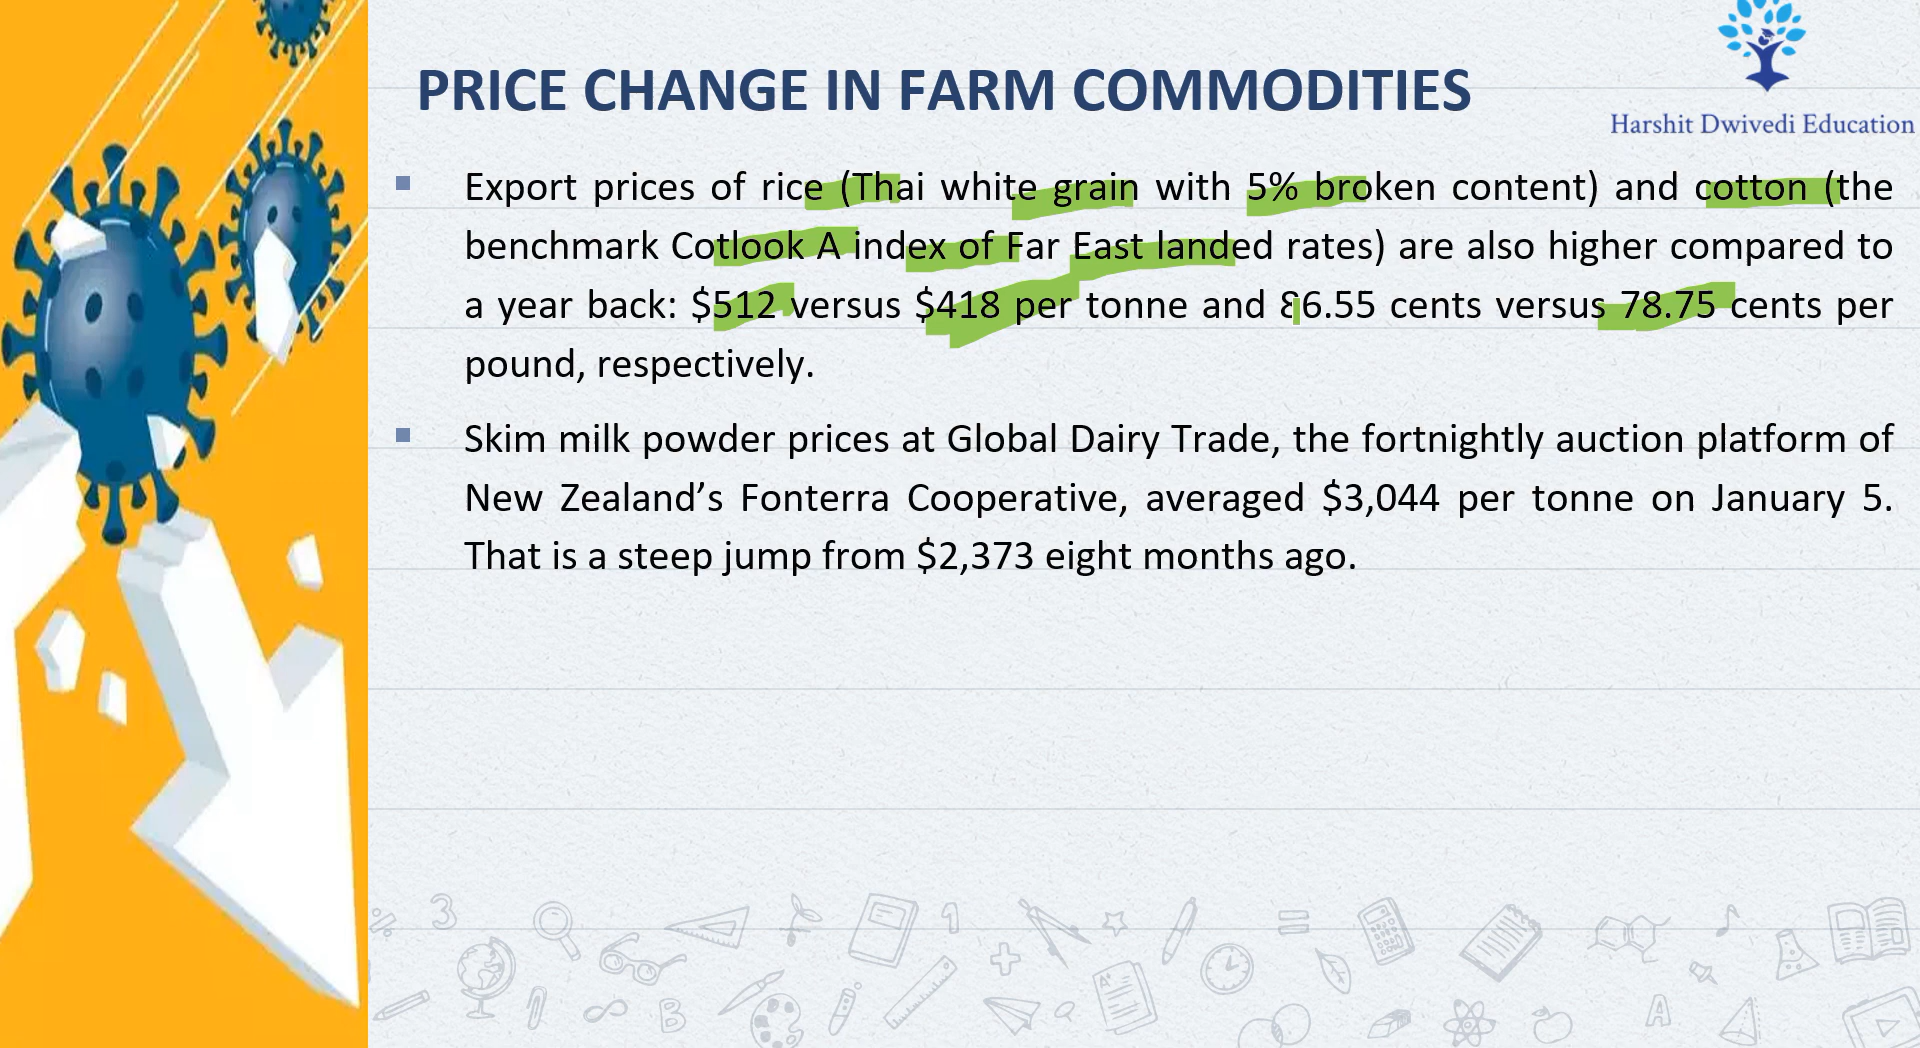 PRICE CHANGE IN FARM COMMODITIES
Harshit Dwivedi Education
Export prices of rice (Thai white grain with 5% broken content) and cotton (the
benchmark Cotlook A index of Far East landed rates) are also higher compared to
a year back: $512 versus $418 per tonne and 86.55 cents versus 78.75 cents per
pound, respectively.
Skim milk powder prices at Global Dairy Trade, the fortnightly auction platform of
New Zealand’s Fonterra Cooperative, averaged $3,044 per tonne on January 5.
That is a steep jump from $2,373 eight months ago.